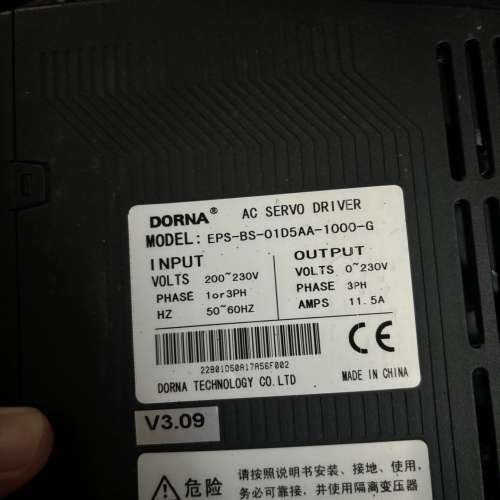 DORNA® AC SERVO DRIVER
MODEL: EPS-BS-01D5AA-1000-G
INPUT OUTPUT
VOLTS 200~230V VOLTS 0~230V
PHASE 1or3PH PHASE 3PH
HZ 50~60HZ AMPS 11.5A
22B01D50A17A56F002
DORNA TECHNOLOGY CO.LTD MADE IN CHINA
CE
V3.09
危险
请按照说明书安装、接地、使用,
务必可靠接,并使用隔离变压器